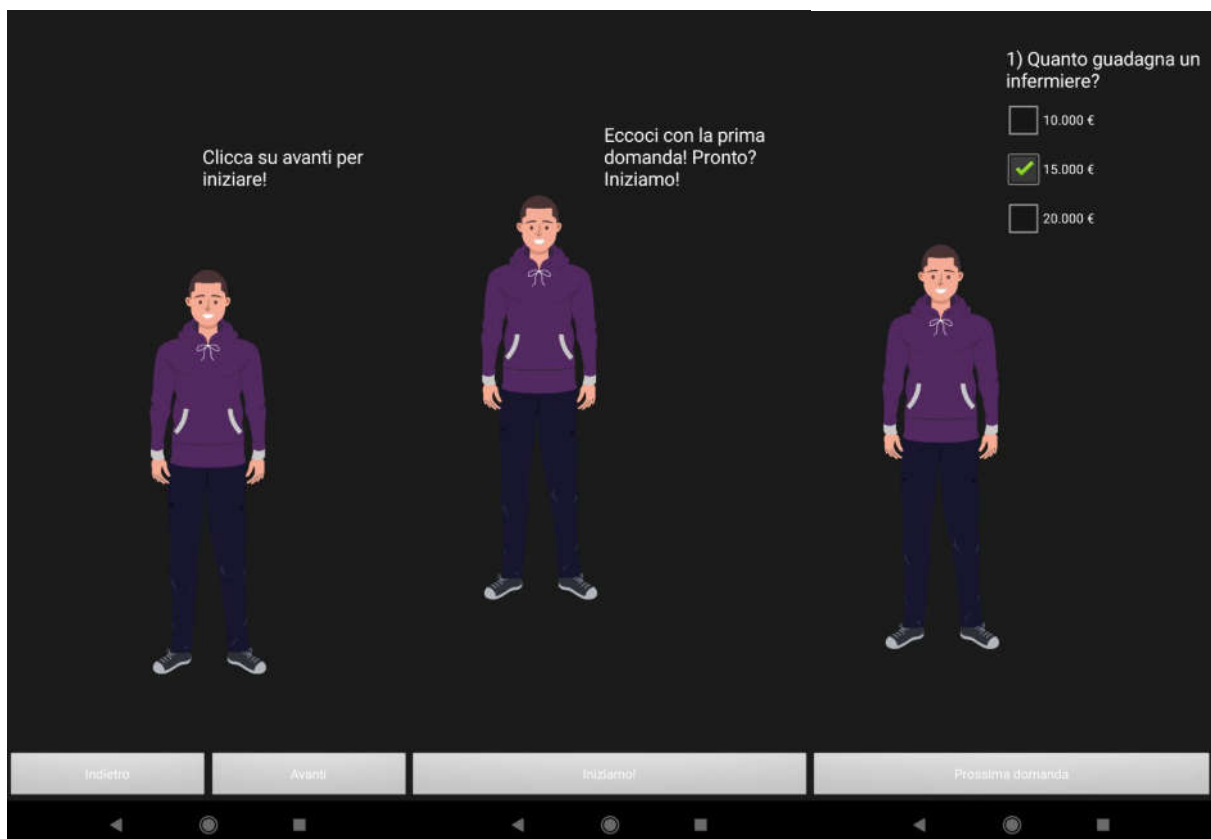 Clicca su avanti per
iniziare!
Indietro
Avanti
Eccoci con la prima
domanda! Pronto?
Iniziamo!
Iniziamo!
1) Quanto guadagna un
infermiere?
10.000 €
15.000 €
20.000 €
Prossima domanda